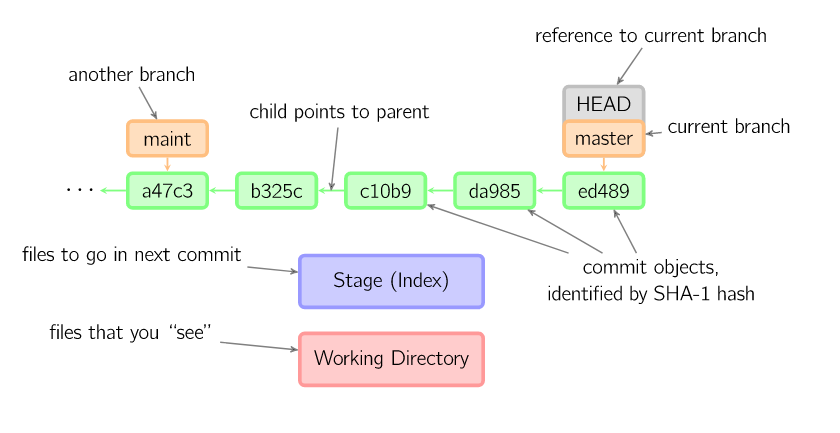 reference to current branch
another branch
HEAD
child points to parent
current branch
maint
master
··· a47c3 b325c c10b9 da985 ed489
files to go in next commit
commit objects,
identified by SHA-1 hash
Stage (Index)
files that you “see”
Working Directory